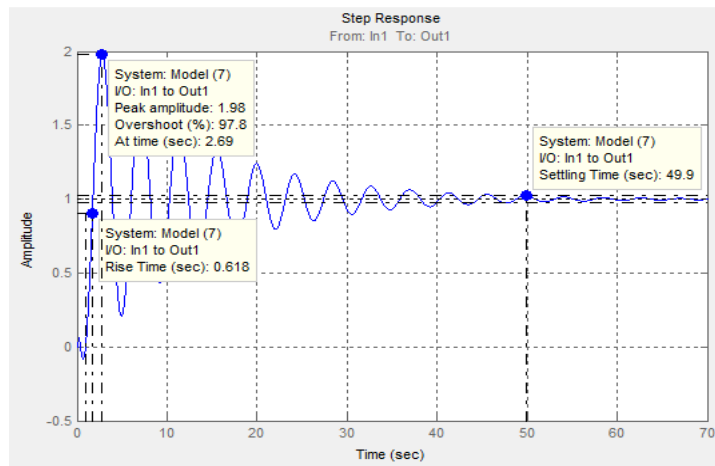 Step Response
From: In1 To: Out1
2
System: Model (7)
I/O: In1 to Out1
Peak amplitude: 1.98
Overshoot (%): 97.8
At time (sec): 2.69
1.5
System: Model (7)
I/O: In1 to Out1
Settling Time (sec): 49.9
1
Amplitude
System: Model (7)
I/O: In1 to Out1
Rise Time (sec): 0.618
0.5
0
-0.5
0 10 20 30 40 50 60 70
Time (sec)